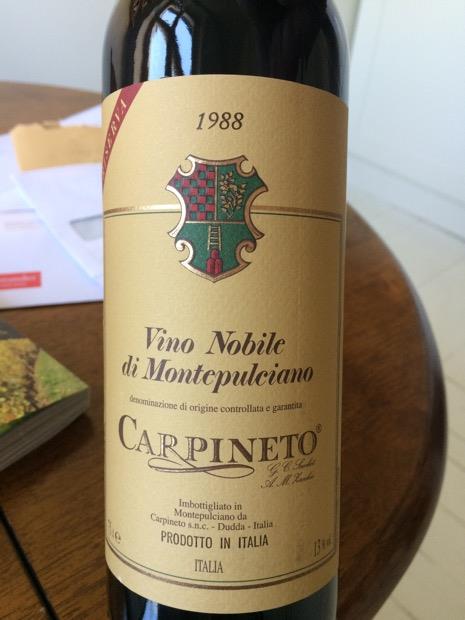 RISERVA
1988
Vino Nobile
di Montepulciano
denominazione di origine controllata e garantita
CARPINETO®
Imbottigliato in
Montepulciano da
Carpineto s.n.c. - Dudda - Italia
PRODOTTO IN ITALIA
ITALIA
13%